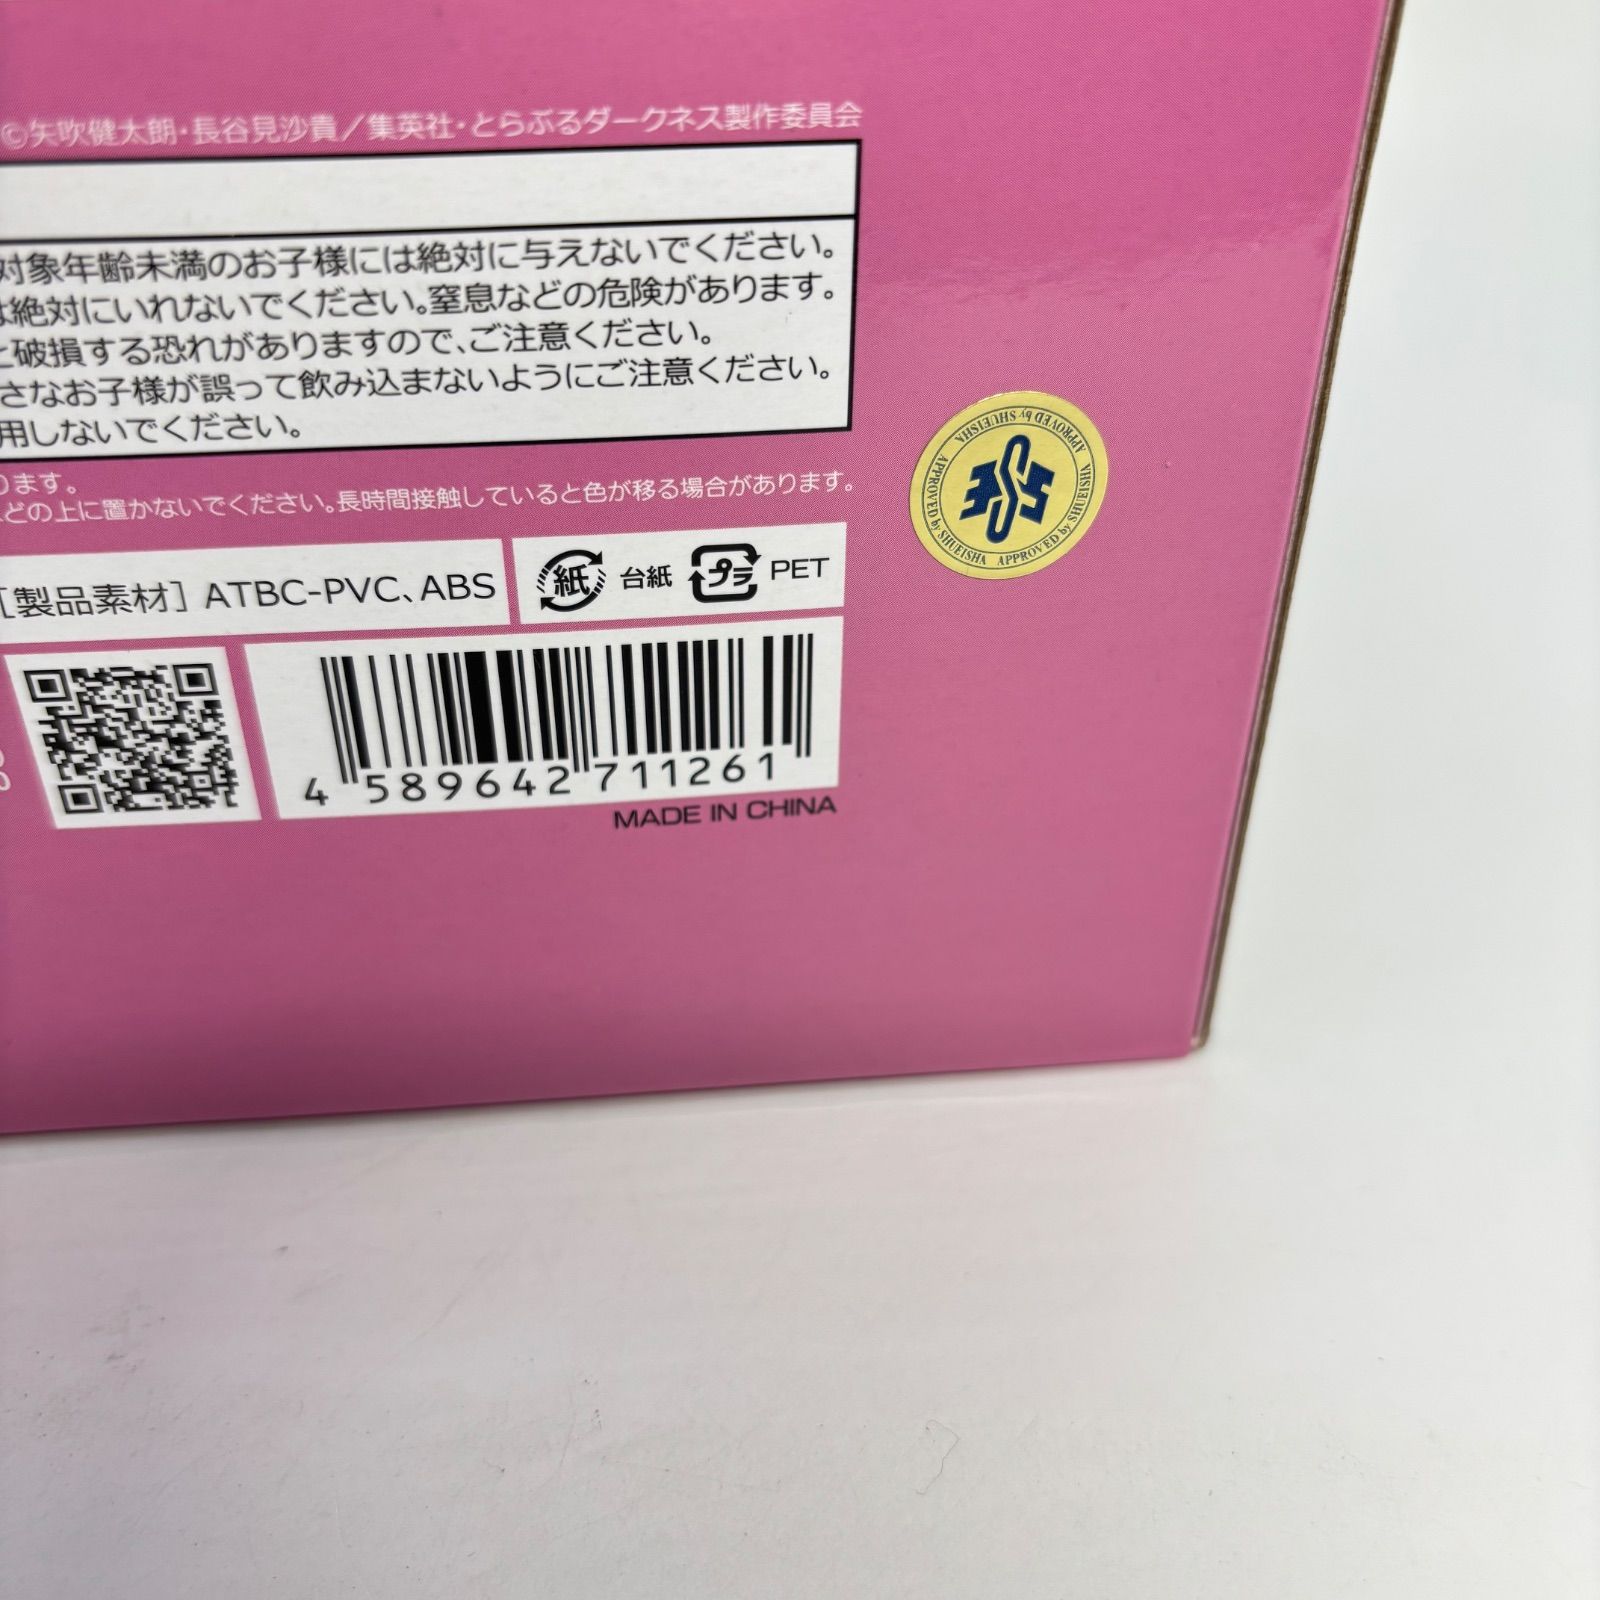 ©矢吹健太朗・長谷見沙貴／集英社・とらぶるダークネス製作委員会
対象年齢未満のお子様には絶対に与えないでください。
は絶対にいれないでください。窒息などの危険があります。
と破損する恐れがありますので、ご注意ください。
さなお子様が誤って飲み込まないようにご注意ください。
用しないでください。
ります。
などの上に置かないでください。長時間接触していると色が移る場合があります。
[製品素材] ATBC-PVC、ABS
紙 台紙 プラ PET
4 589642 711261
MADE IN CHINA
APPROVED by SHUEISHA APPROVED by SHUEISHA APPROVED by SHUEISHA APPROVED by SHUEISHA